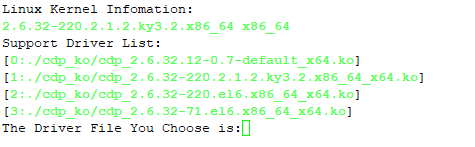 Linux Kernel Infomation:
2.6.32-220.2.1.2.ky3.2.x86_64 x86_64
Support Driver List:
[0:./cdp_ko/cdp_2.6.32.12-0.7-default_x64.ko]
[1:./cdp_ko/cdp_2.6.32-220.2.1.2.ky3.2.x86_64_x64.ko]
[2:./cdp_ko/cdp_2.6.32-220.el6.x86_64_x64.ko]
[3:./cdp_ko/cdp_2.6.32-71.el6.x86_64_x64.ko]
The Driver File You Choose is: